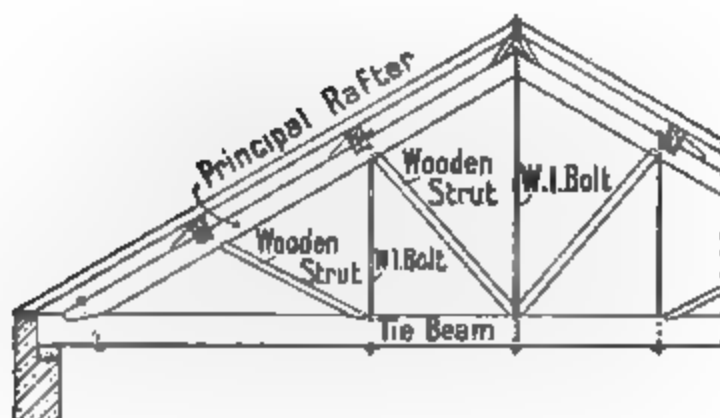 Principal Rafter
Wooden
Strut
W.I.Bolt
Wooden
Strut
W.I.Bolt
Tie Beam